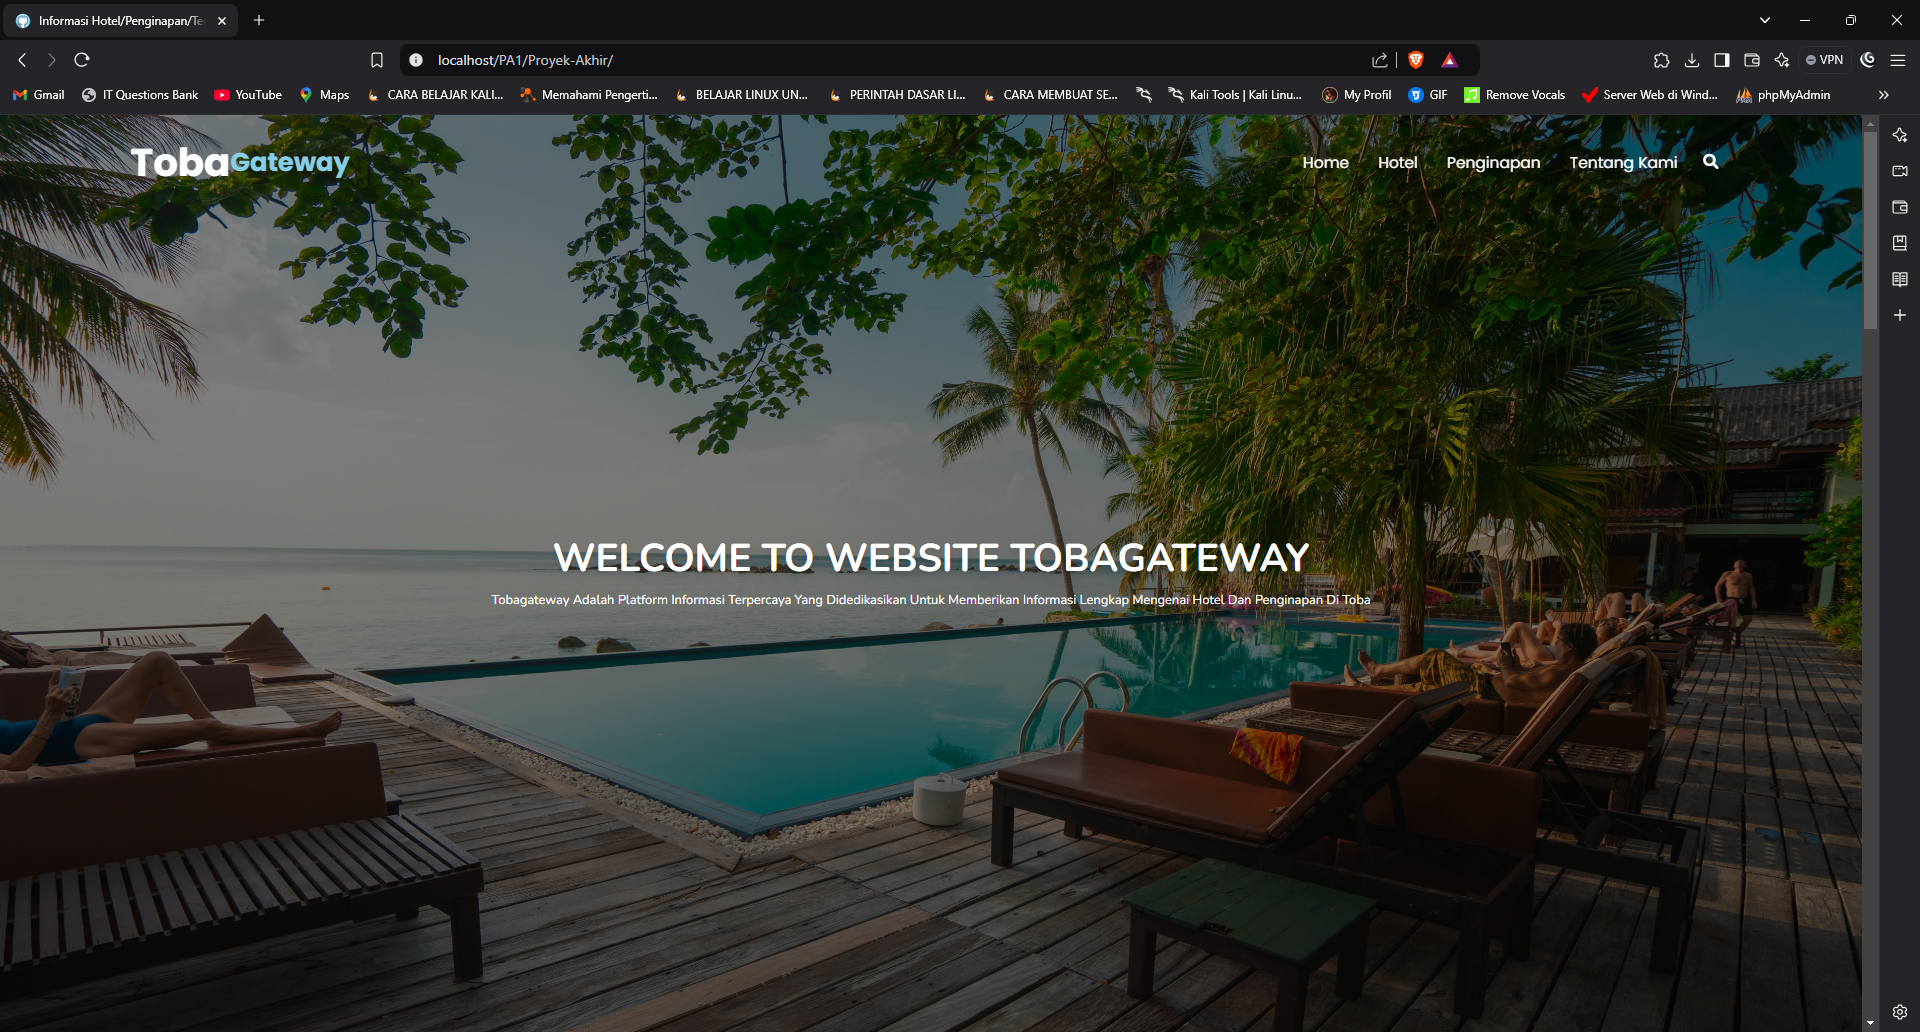 Informasi Hotel/Penginapan/Te
localhost/PA1/Proyek-Akhir/
VPN
Gmail
IT Questions Bank
YouTube
Maps
CARA BELAJAR KALI...
Memahami Pengerti...
BELAJAR LINUX UN...
PERINTAH DASAR LI...
CARA MEMBUAT SE...
Kali Tools | Kali Linu...
My Profil
GIF
Remove Vocals
Server Web di Wind...
phpMyAdmin
TobaGateway
Home
Hotel
Penginapan
Tentang Kami
WELCOME TO WEBSITE TOBAGATEWAY
Tobagateway Adalah Platform Informasi Terpercaya Yang Didedikasikan Untuk Memberikan Informasi Lengkap Mengenai Hotel Dan Penginapan Di Toba